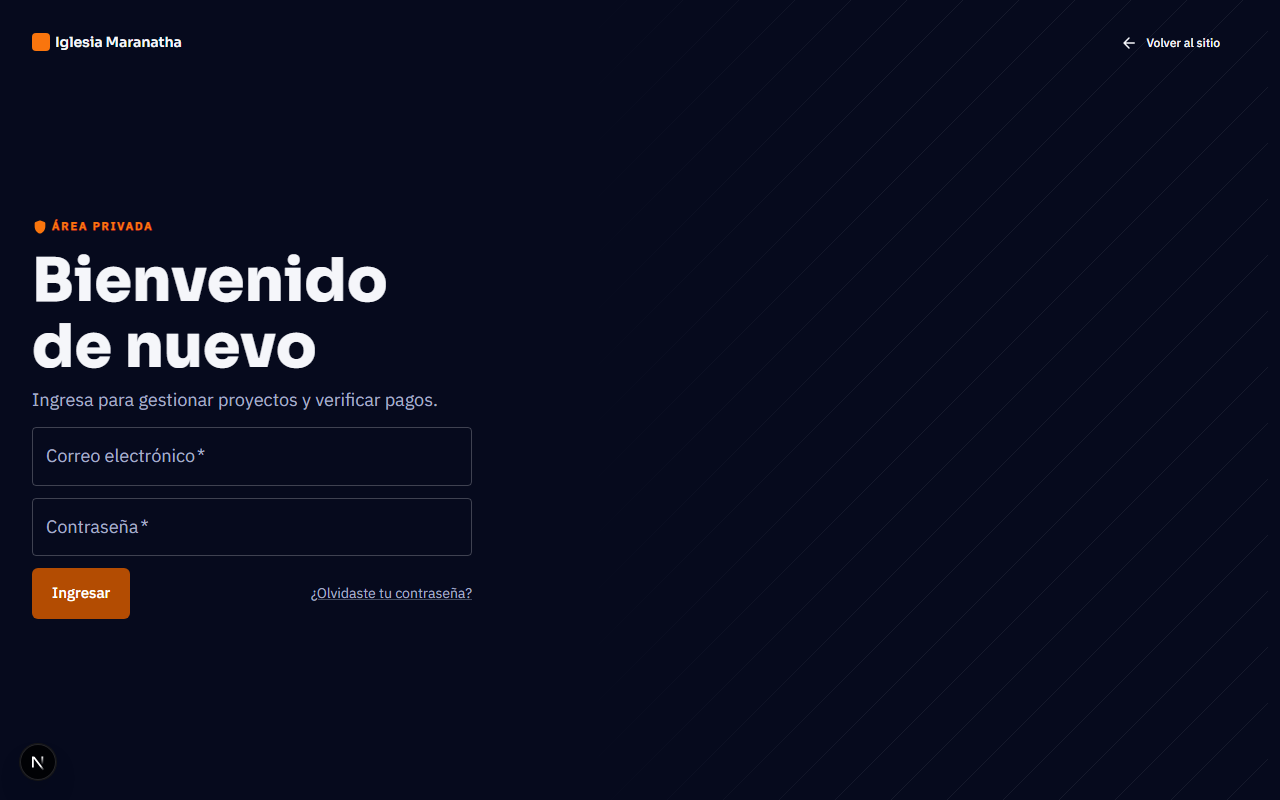 Iglesia Maranatha
Volver al sitio
ÁREA PRIVADA
Bienvenido
de nuevo
Ingresa para gestionar proyectos y verificar pagos.
Correo electrónico *
Contraseña *
Ingresar
¿Olvidaste tu contraseña?
N